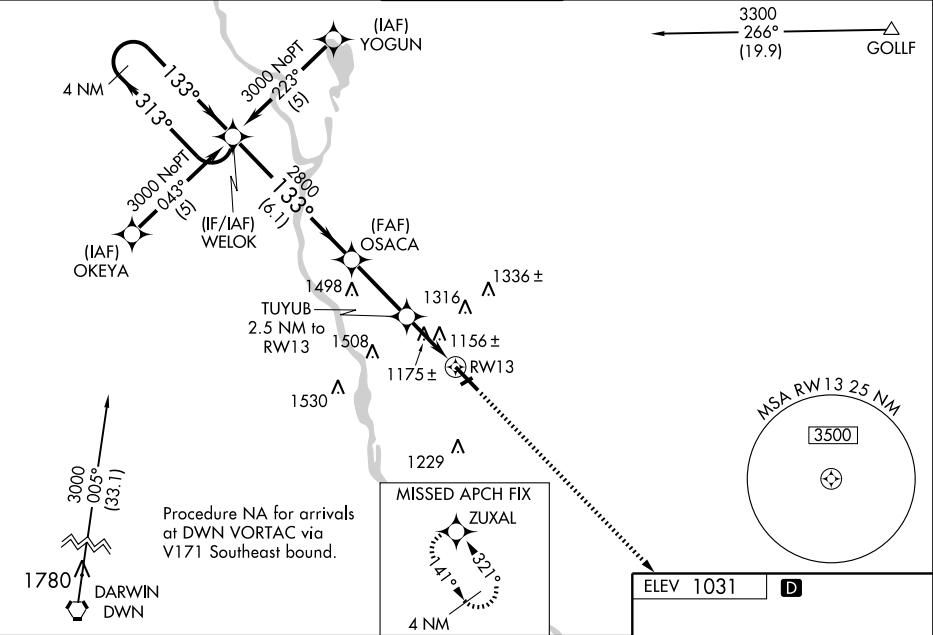 (IAF)
YOGUN
3300
266°
(19.9)
GOLLF
4 NM
133°
313°
3000 NoPT
223°
(5)
3000 NoPT
043°
(5)
(IAF)
OKEYA
(IF/IAF)
WELOK
2800
133°
(6.1)
(FAF)
OSACA
1498
1336 ±
1316
TUYUB
2.5 NM to
RW13
1508
1156 ±
1175 ±
RW13
1530
1229
MSA RW13 25 NM
3500
3000
005°
(33.1)
Procedure NA for arrivals
at DWN VORTAC via
V171 Southeast bound.
1780
DARWIN
DWN
MISSED APCH FIX
ZUXAL
141°
321°
4 NM
ELEV 1031
D